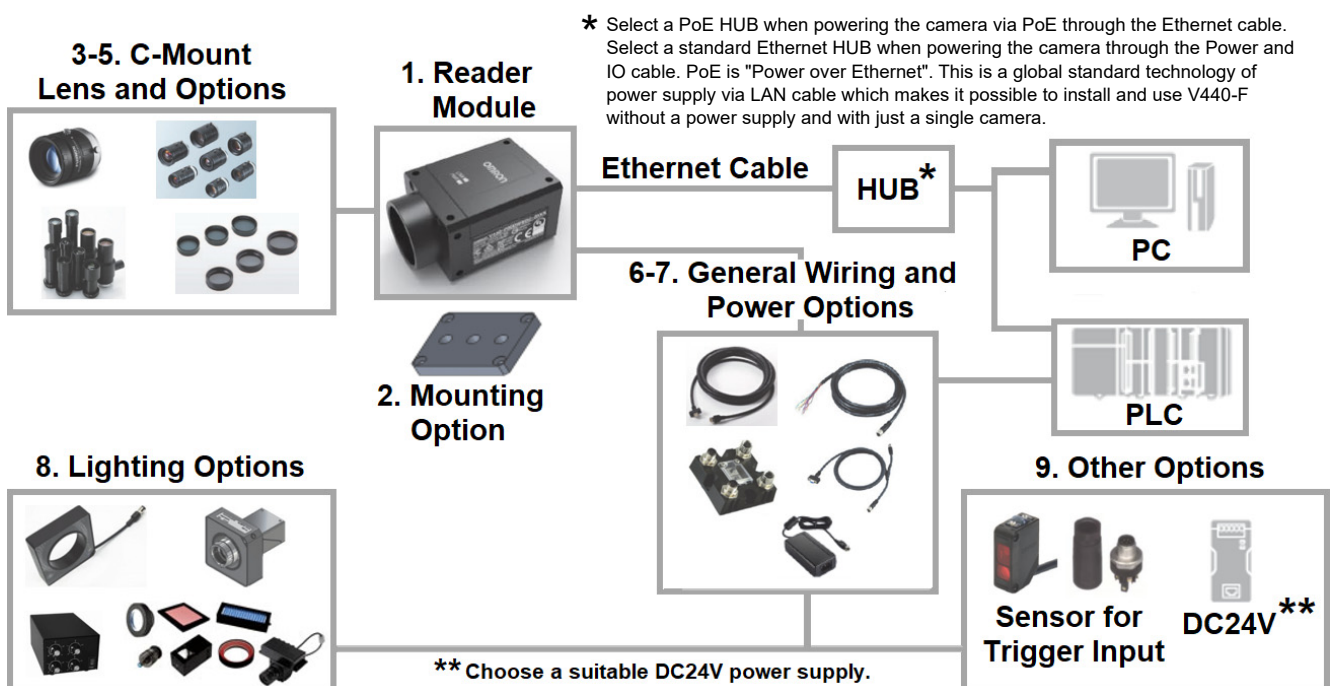 * Select a PoE HUB when powering the camera via PoE through the Ethernet cable.
Select a standard Ethernet HUB when powering the camera through the Power and
IO cable. PoE is "Power over Ethernet". This is a global standard technology of
power supply via LAN cable which makes it possible to install and use V440-F
without a power supply and with just a single camera.
3-5. C-Mount
Lens and Options
1. Reader
Module
OMRON
Ethernet Cable
HUB*
PC
6-7. General Wiring and
Power Options
2. Mounting
Option
PLC
8. Lighting Options
9. Other Options
Sensor for
Trigger Input
DC24V**
** Choose a suitable DC24V power supply.